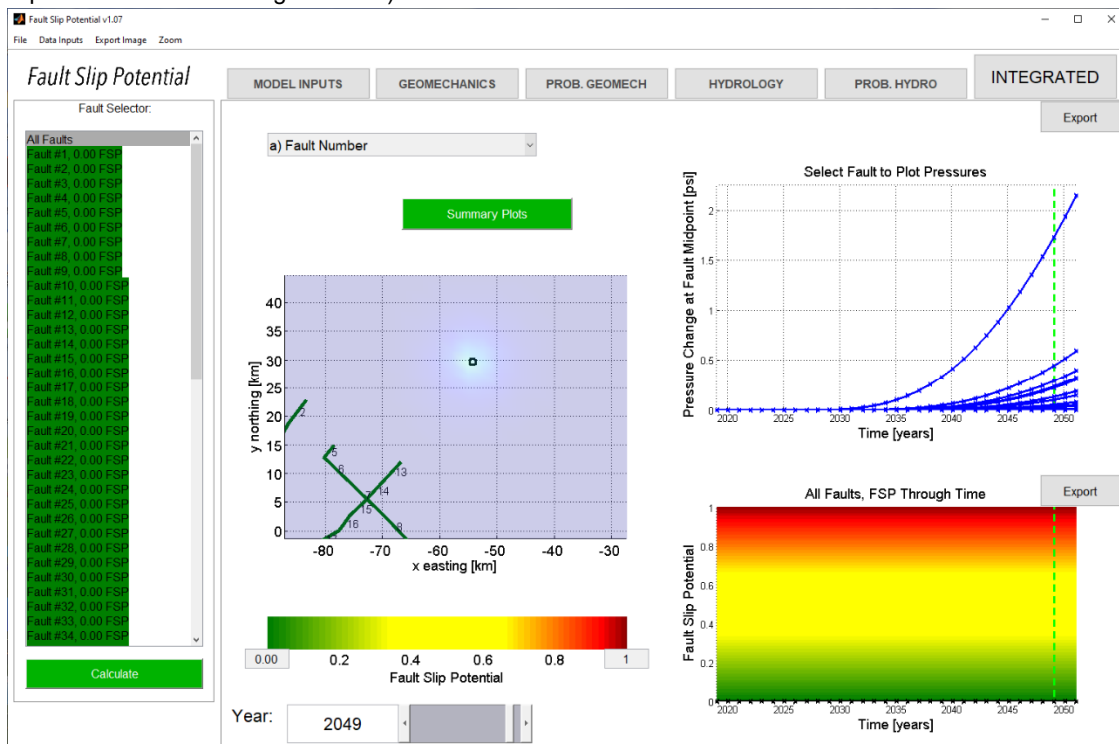 Fault Slip Potential v1.07
File Data Inputs Export Image Zoom
Fault Slip Potential
MODEL INPUTS
GEOMECHANICS
PROB. GEOMECH
HYDROLOGY
PROB. HYDRO
INTEGRATED
Fault Selector:
All Faults
Fault #1, 0.00 FSP
Fault #2, 0.00 FSP
Fault #3, 0.00 FSP
Fault #4, 0.00 FSP
Fault #5, 0.00 FSP
Fault #6, 0.00 FSP
Fault #7, 0.00 FSP
Fault #8, 0.00 FSP
Fault #9, 0.00 FSP
Fault #10, 0.00 FSP
Fault #11, 0.00 FSP
Fault #12, 0.00 FSP
Fault #13, 0.00 FSP
Fault #14, 0.00 FSP
Fault #15, 0.00 FSP
Fault #16, 0.00 FSP
Fault #17, 0.00 FSP
Fault #18, 0.00 FSP
Fault #19, 0.00 FSP
Fault #20, 0.00 FSP
Fault #21, 0.00 FSP
Fault #22, 0.00 FSP
Fault #23, 0.00 FSP
Fault #24, 0.00 FSP
Fault #25, 0.00 FSP
Fault #26, 0.00 FSP
Fault #27, 0.00 FSP
Fault #28, 0.00 FSP
Fault #29, 0.00 FSP
Fault #30, 0.00 FSP
Fault #31, 0.00 FSP
Fault #32, 0.00 FSP
Fault #33, 0.00 FSP
Fault #34, 0.00 FSP
Calculate
a) Fault Number
Summary Plots
40
35
30
25
20
15
10
5
0
y northing [km]
2
5
6
13
14
15
16
8
-80 -70 -60 -50 -40 -30
x easting [km]
0.00 0.2 0.4 0.6 0.8 1
Fault Slip Potential
Year: 2049
Export
Select Fault to Plot Pressures
Pressure Change at Fault Midpoint [psi]
2
1.5
1
0.5
0
2020 2025 2030 2035 2040 2045 2050
Time [years]
Export
All Faults, FSP Through Time
Fault Slip Potential
1
0.8
0.6
0.4
0.2
0
2020 2025 2030 2035 2040 2045 2050
Time [years]